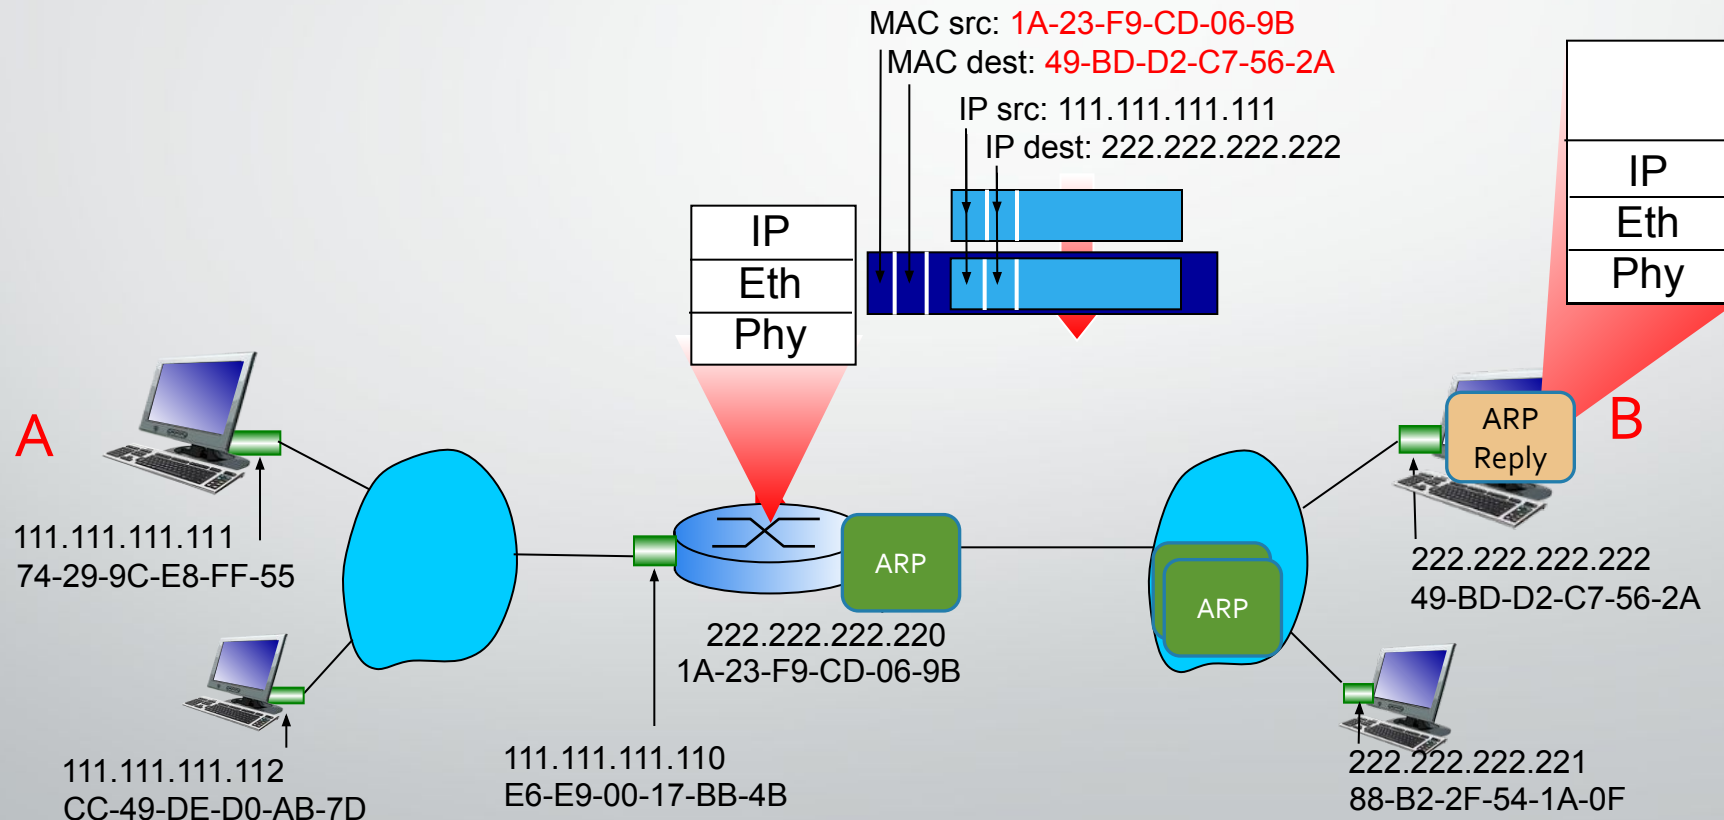 MAC src: 1A-23-F9-CD-06-9B
MAC dest: 49-BD-D2-C7-56-2A
IP src: 111.111.111.111
IP dest: 222.222.222.222
IP
Eth
Phy
IP
Eth
Phy
A
111.111.111.111
74-29-9C-E8-FF-55
111.111.111.112
CC-49-DE-D0-AB-7D
111.111.111.110
E6-E9-00-17-BB-4B
ARP
222.222.222.220
1A-23-F9-CD-06-9B
ARP
ARP
Reply
B
222.222.222.222
49-BD-D2-C7-56-2A
222.222.222.221
88-B2-2F-54-1A-0F